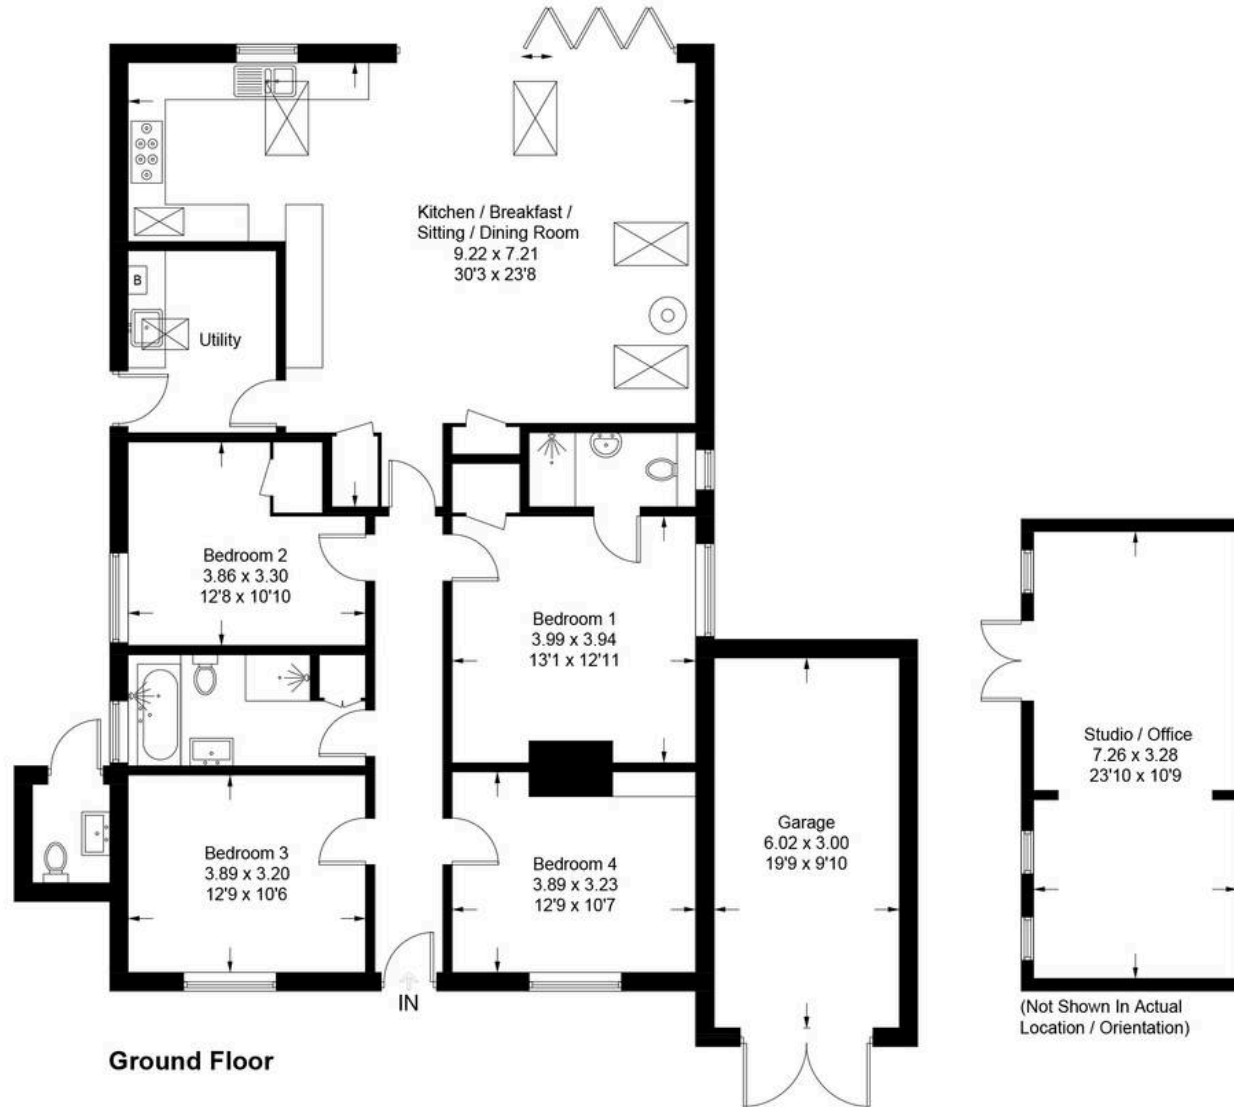 Kitchen / Breakfast /
Sitting / Dining Room
9.22 x 7.21
30'3 x 23'8
B
Utility
Bedroom 2
3.86 x 3.30
12'8 x 10'10
Bedroom 1
3.99 x 3.94
13'1 x 12'11
Bedroom 3
3.89 x 3.20
12'9 x 10'6
Bedroom 4
3.89 x 3.23
12'9 x 10'7
Garage
6.02 x 3.00
19'9 x 9'10
Studio / Office
7.26 x 3.28
23'10 x 10'9
IN
(Not Shown In Actual
Location / Orientation)
Ground Floor